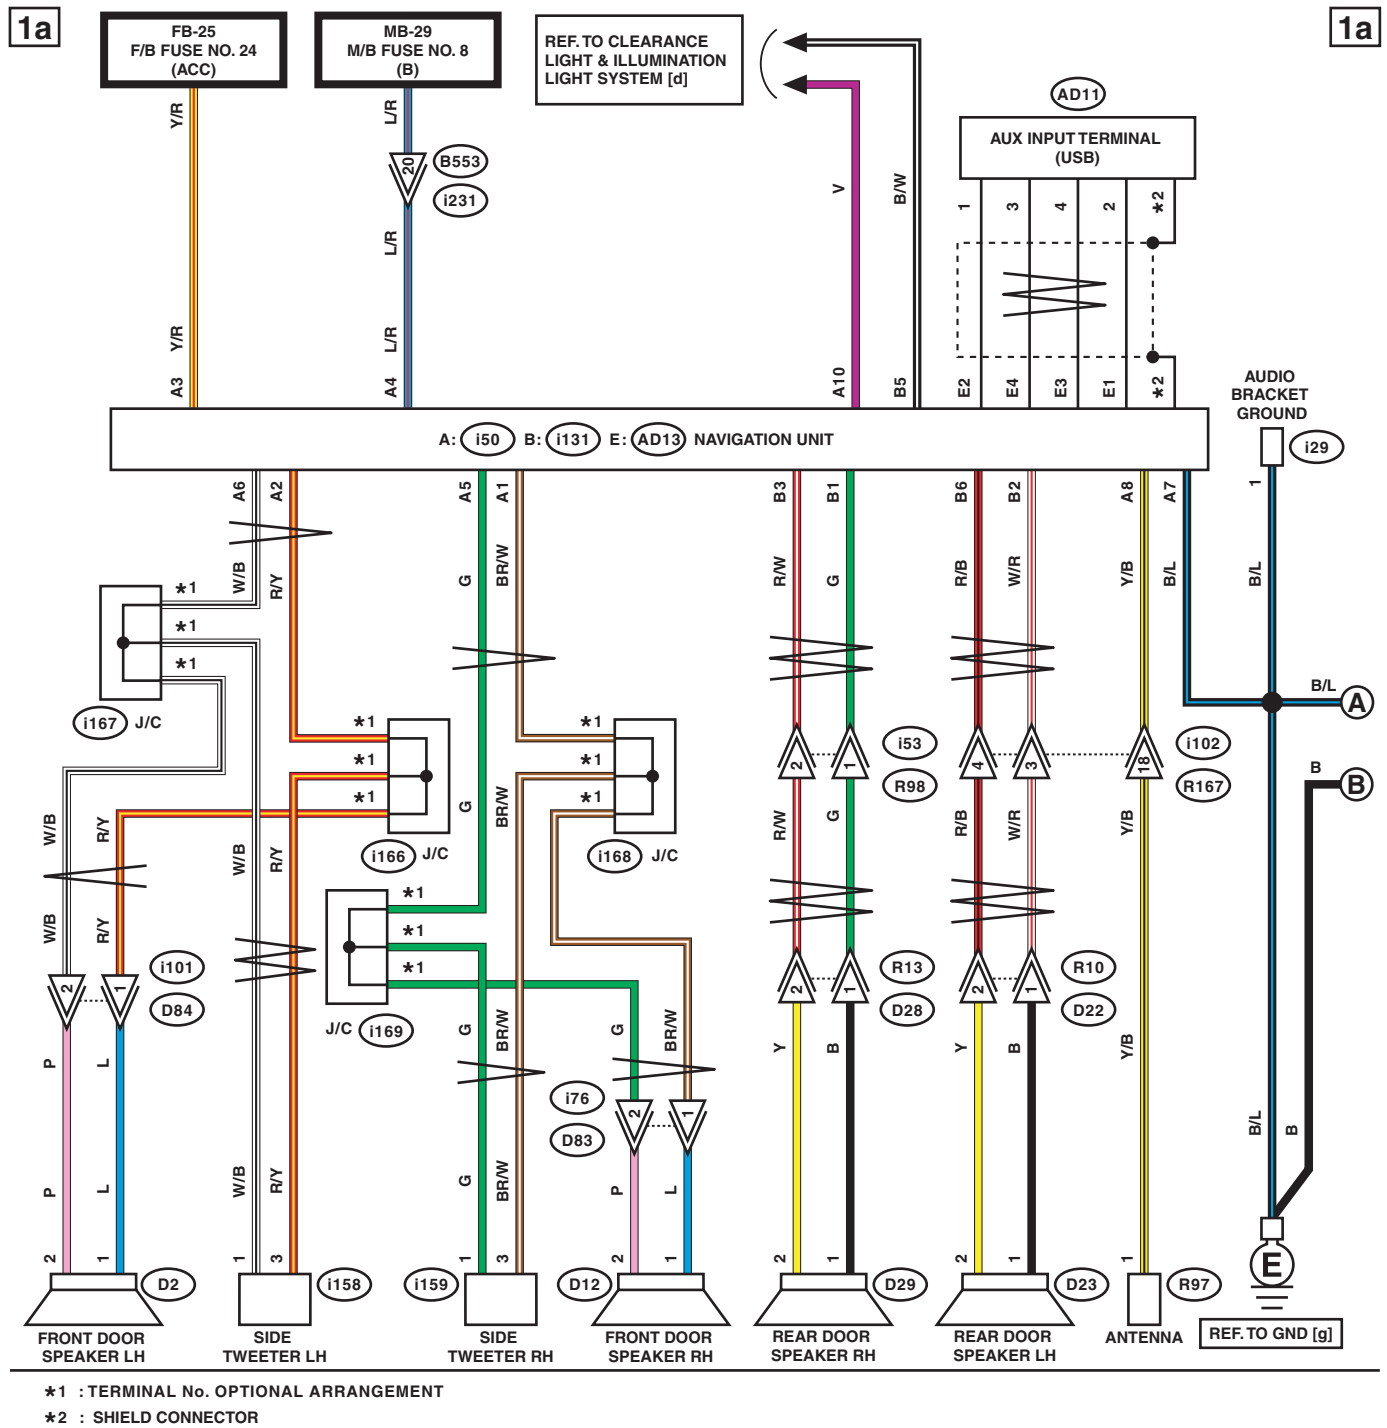 1a
FB-25
F/B FUSE NO. 24
(ACC)
MB-29
M/B FUSE NO. 8
(B)
REF. TO CLEARANCE
LIGHT & ILLUMINATION
LIGHT SYSTEM [d]
1a
AD11
AUX INPUT TERMINAL
(USB)
Y/R
L/R
20
B553
i231
V
B/W
1
3
4
2
*2
L/R
Y/R
L/R
A3
A4
A10
B5
E2
E4
E3
E1
*2
AUDIO
BRACKET
GROUND
i29
A: i50 B: i131 E: AD13 NAVIGATION UNIT
A6
A2
A5
A1
B3
B1
B6
B2
A8
A7
1
W/B
R/Y
G
BR/W
R/W
G
R/B
W/R
Y/B
B/L
B/L
*1
*1
*1
i167 J/C
*1
*1
*1
i166 J/C
*1
*1
*1
i168 J/C
2
1
i53
R98
4
3
18
i102
R167
B/L
A
B
B
W/B
R/Y
W/B
R/Y
G
BR/W
R/W
G
R/B
W/R
Y/B
*1
*1
*1
J/C i169
W/B
R/Y
2
1
i101
D84
2
1
R13
D28
2
1
R10
D22
P
L
G
BR/W
G
BR/W
Y
B
Y
B
Y/B
i76
D83
2
1
B/L
B
P
L
W/B
R/Y
G
BR/W
P
L
2
1
1
3
1
3
2
1
2
1
2
1
1
D2
i158
i159
D12
D29
D23
R97
E
FRONT DOOR
SPEAKER LH
SIDE
TWEETER LH
SIDE
TWEETER RH
FRONT DOOR
SPEAKER RH
REAR DOOR
SPEAKER RH
REAR DOOR
SPEAKER LH
ANTENNA
REF. TO GND [g]
*1 : TERMINAL No. OPTIONAL ARRANGEMENT
*2 : SHIELD CONNECTOR